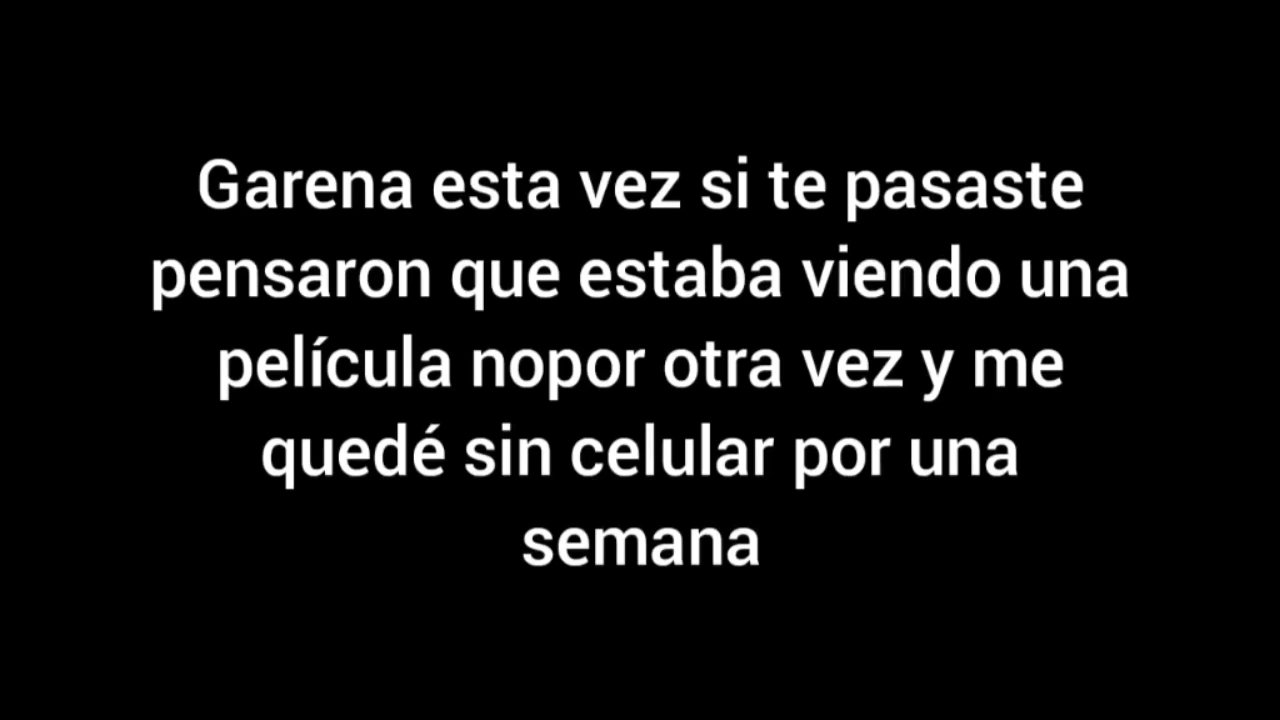 Garena esta vez si te pasaste
pensaron que estaba viendo una
película nopor otra vez y me
quedé sin celular por una
semana